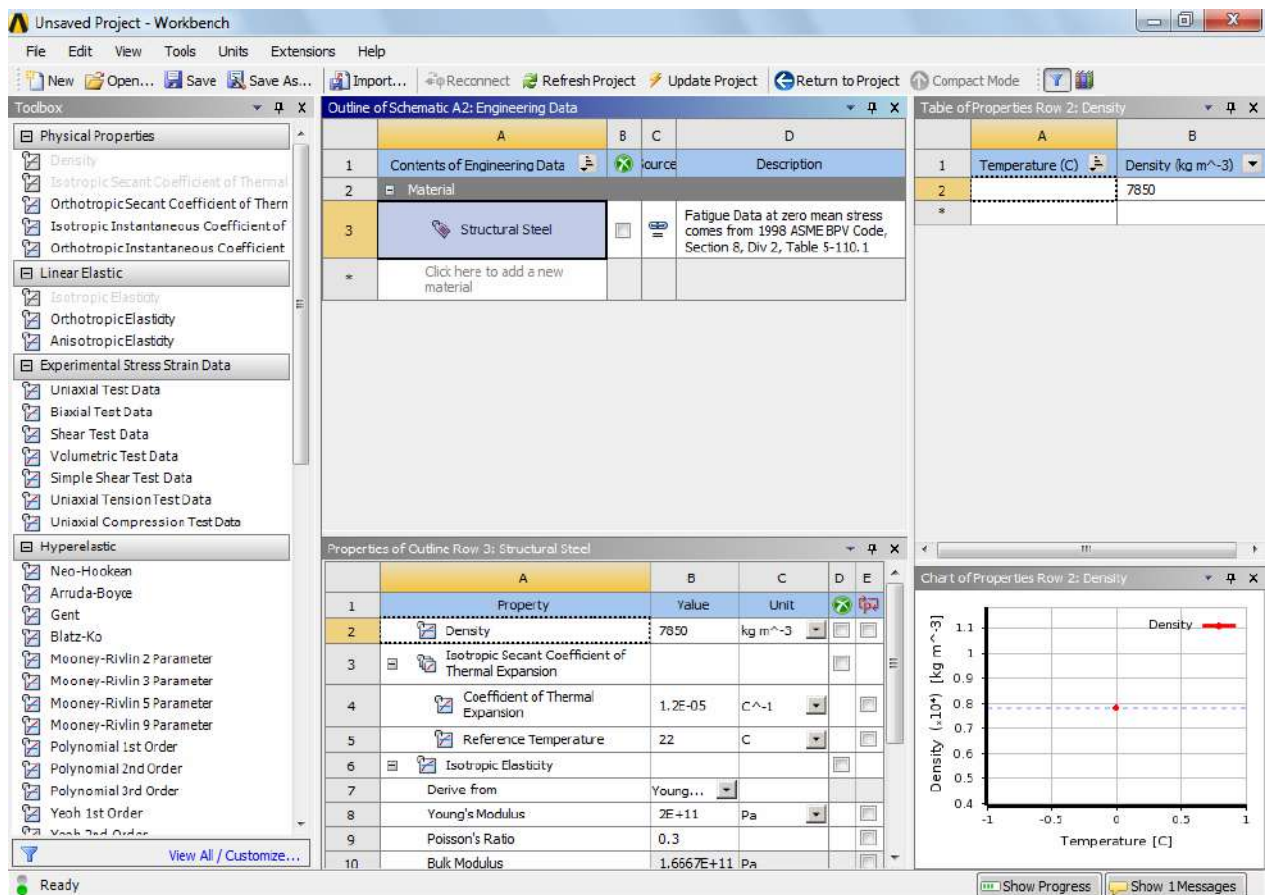 Unsaved Project - Workbench
File Edit View Tools Units Extensions Help
New Open... Save Save As... Import... Reconnect Refresh Project Update Project Return to Project Compact Mode
Toolbox
Physical Properties
Density
Isotropic Secant Coefficient of Thermal
Orthotropic Secant Coefficient of Therm
Isotropic Instantaneous Coefficient of
Orthotropic Instantaneous Coefficient
Linear Elastic
Isotropic Elasticity
Orthotropic Elasticity
Anisotropic Elasticity
Experimental Stress Strain Data
Uniaxial Test Data
Biaxial Test Data
Shear Test Data
Volumetric Test Data
Simple Shear Test Data
Uniaxial Tension Test Data
Uniaxial Compression Test Data
Hyperelastic
Neo-Hookean
Arruda-Boyce
Gent
Blatz-Ko
Mooney-Rivlin 2 Parameter
Mooney-Rivlin 3 Parameter
Mooney-Rivlin 5 Parameter
Mooney-Rivlin 9 Parameter
Polynomial 1st Order
Polynomial 2nd Order
Polynomial 3rd Order
Yeoh 1st Order
Yeoh 2nd Order
View All / Customize...
Outline of Schematic A2: Engineering Data
A B C D
1 Contents of Engineering Data ource Description
2 Material
3 Structural Steel
Fatigue Data at zero mean stress
comes from 1998 ASME BPV Code,
Section 8, Div 2, Table 5-110.1
* Click here to add a new
material
Properties of Outline Row 3: Structural Steel
A B C D E
1 Property Value Unit
2 Density 7850 kg m^-3
3 Isotropic Secant Coefficient of
Thermal Expansion
4 Coefficient of Thermal
Expansion 1.2E-05 C^-1
5 Reference Temperature 22 C
6 Isotropic Elasticity
7 Derive from Young...
8 Young's Modulus 2E+11 Pa
9 Poisson's Ratio 0.3
10 Bulk Modulus 1.6667E+11 Pa
Table of Properties Row 2: Density
A B
1 Temperature (C) Density (kg m^-3)
2 7850
*
Chart of Properties Row 2: Density
Density
Density (.10⁴) [kg m^-3]
1.1
1
0.9
0.8
0.7
0.6
0.5
0.4
-1 -0.5 0 0.5 1
Temperature [C]
Ready
Show Progress Show 1 Messages